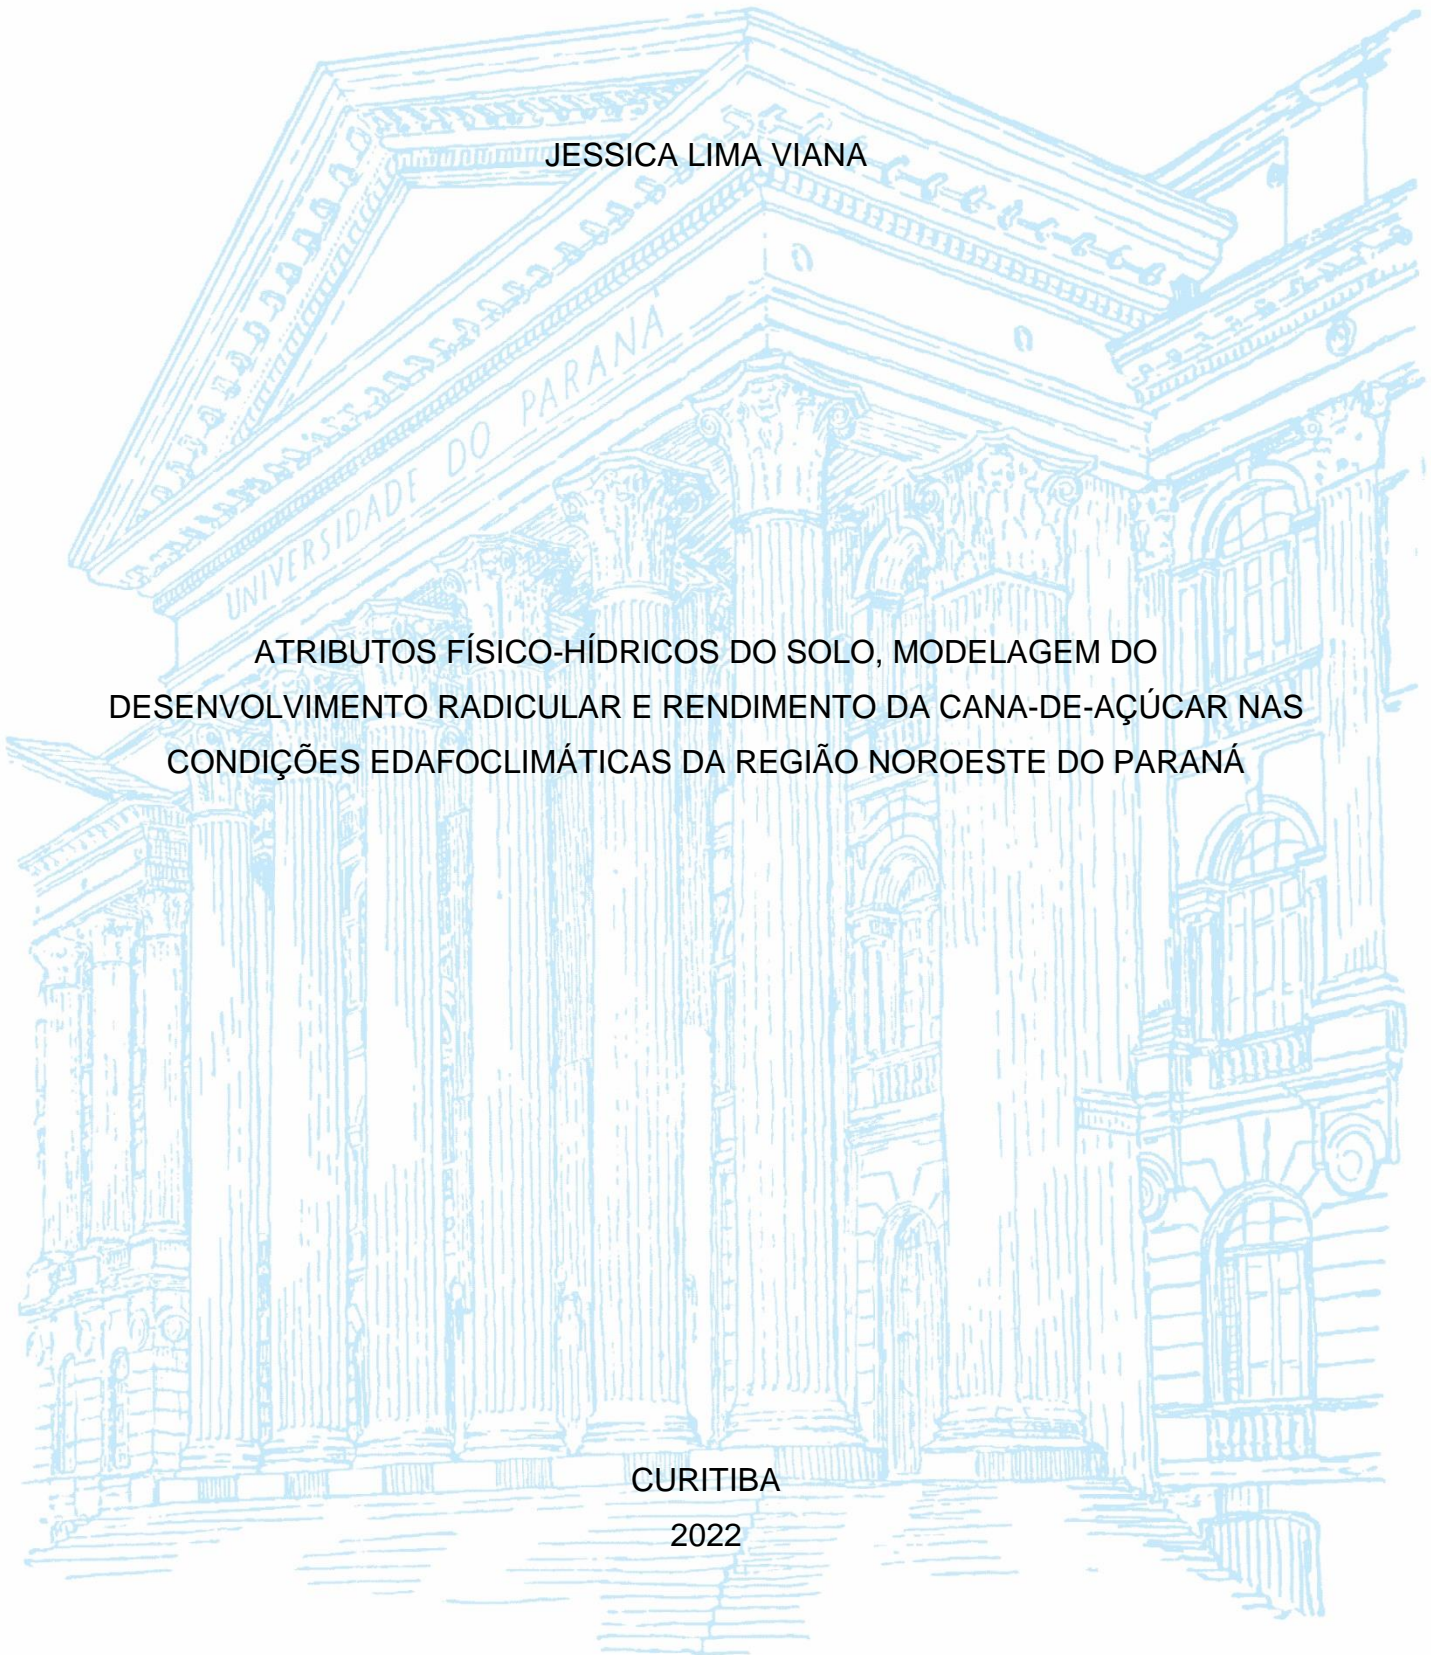 JESSICA LIMA VIANA
UNIVERSIDADE DO PARANÁ
ATRIBUTOS FÍSICO-HÍDRICOS DO SOLO, MODELAGEM DO
DESENVOLVIMENTO RADICULAR E RENDIMENTO DA CANA-DE-AÇÚCAR NAS
CONDIÇÕES EDAFOCLIMÁTICAS DA REGIÃO NOROESTE DO PARANÁ
CURITIBA
2022